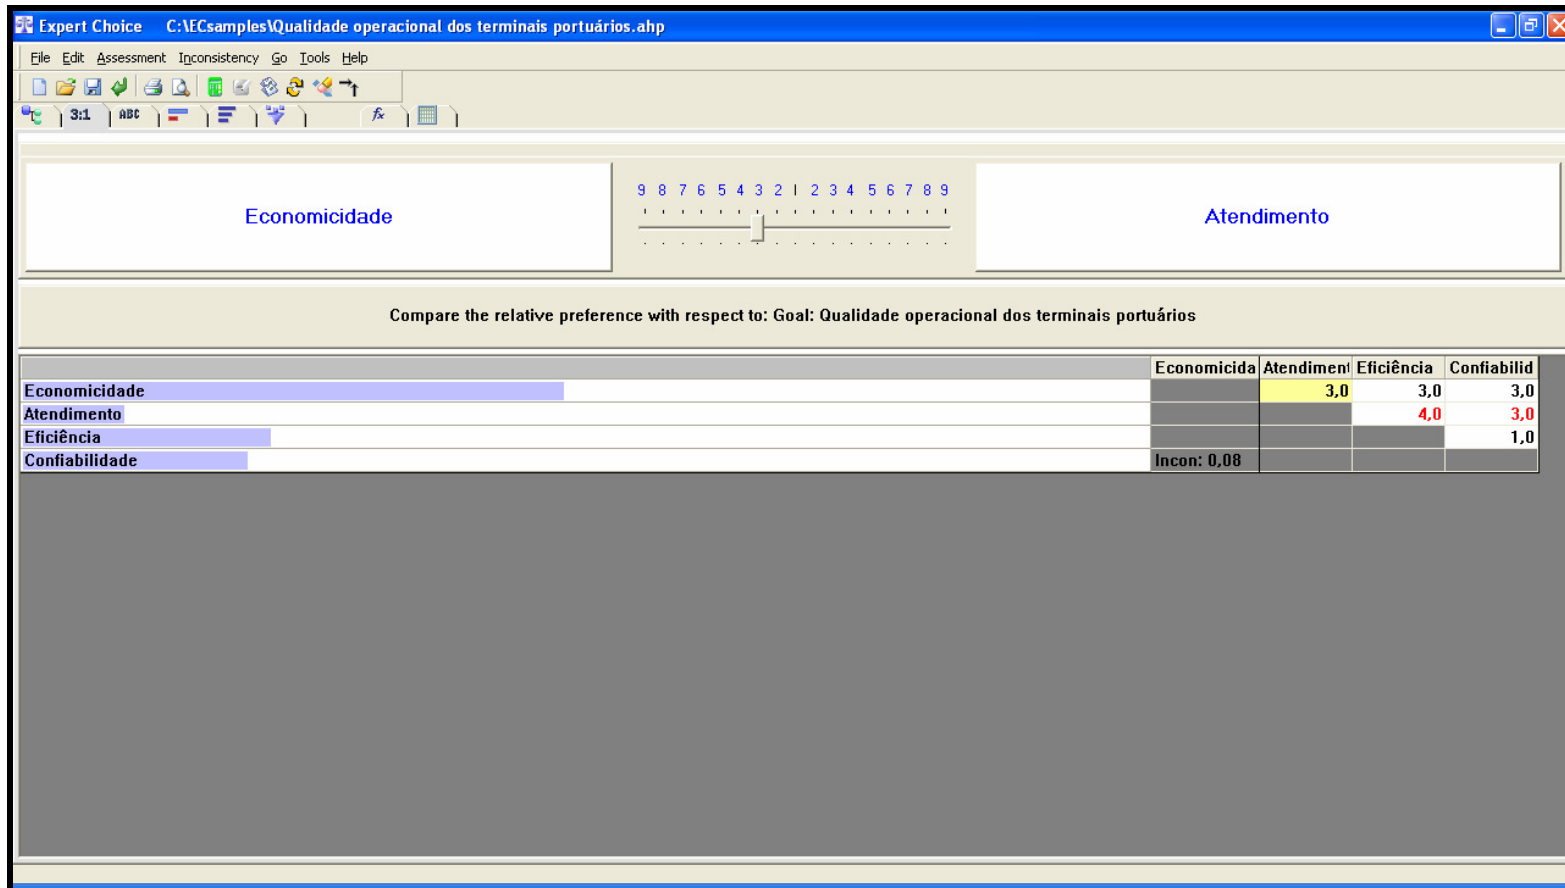 Expert Choice C:\ECsamples\Qualidade operacional dos terminais portuários.ahp
File Edit Assessment Inconsistency Go Tools Help
3:1 ABC fx
9 8 7 6 5 4 3 2 1 2 3 4 5 6 7 8 9
Economicidade Atendimento
Compare the relative preference with respect to: Goal: Qualidade operacional dos terminais portuários
Economicida Atendiment Eficiência Confiabilid
Economicidade 3,0 3,0 3,0
Atendimento 4,0 3,0
Eficiência 1,0
Confiabilidade Incon: 0,08